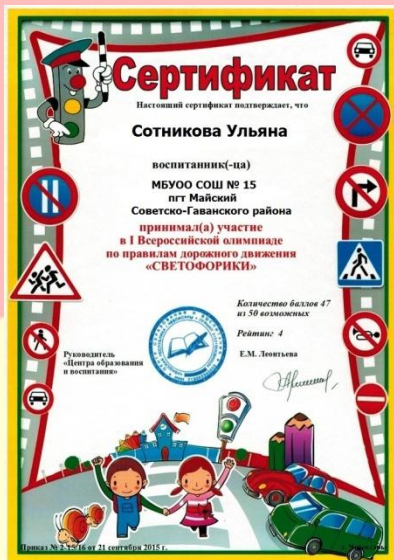 Сертификат
Настоящий сертификат подтверждает, что
Сотникова Ульяна
воспитанник(-ца)
МБУОО СОШ № 15
пгт Майский
Советско-Гаванского района
принимал(а) участие
в I Всероссийской олимпиаде
по правилам дорожного движения
«СВЕТОФОРИКИ»
Количество баллов 47
из 50 возможных
Рейтинг 4
Руководитель
«Центра образования
и воспитания»
Е.М. Леонтьева
Приказ № 2-15/16 от 21 сентября 2015 г.